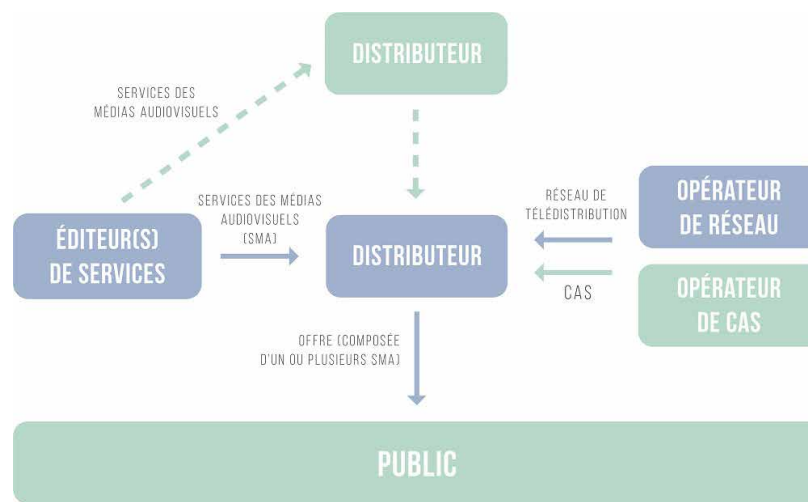 DISTRIBUTEUR
SERVICES DES
MÉDIAS AUDIOVISUELS
SERVICES DES MÉDIAS
AUDIOVISUELS
(SMA)
ÉDITEUR(S)
DE SERVICES
DISTRIBUTEUR
RÉSEAU DE
TÉLÉDISTRIBUTION
OPÉRATEUR
DE RÉSEAU
CAS
OPÉRATEUR
DE CAS
OFFRE (COMPOSÉE
D'UN OU PLUSIEURS SMA)
PUBLIC